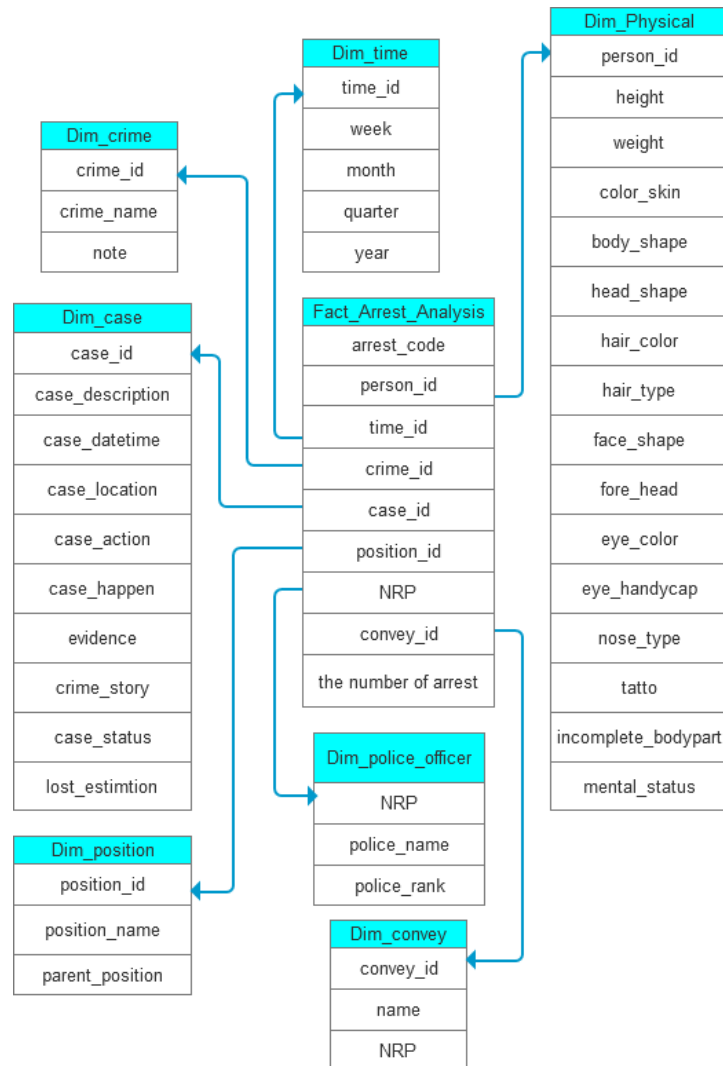 Dim_Physical
person_id
height
weight
color_skin
body_shape
head_shape
hair_color
hair_type
face_shape
fore_head
eye_color
eye_handycap
nose_type
tatto
incomplete_bodypart
mental_status
Dim_time
time_id
week
month
quarter
year
Dim_crime
crime_id
crime_name
note
Fact_Arrest_Analysis
arrest_code
person_id
time_id
crime_id
case_id
position_id
NRP
convey_id
the number of arrest
Dim_case
case_id
case_description
case_datetime
case_location
case_action
case_happen
evidence
crime_story
case_status
lost_estimtion
Dim_police_officer
NRP
police_name
police_rank
Dim_position
position_id
position_name
parent_position
Dim_convey
convey_id
name
NRP